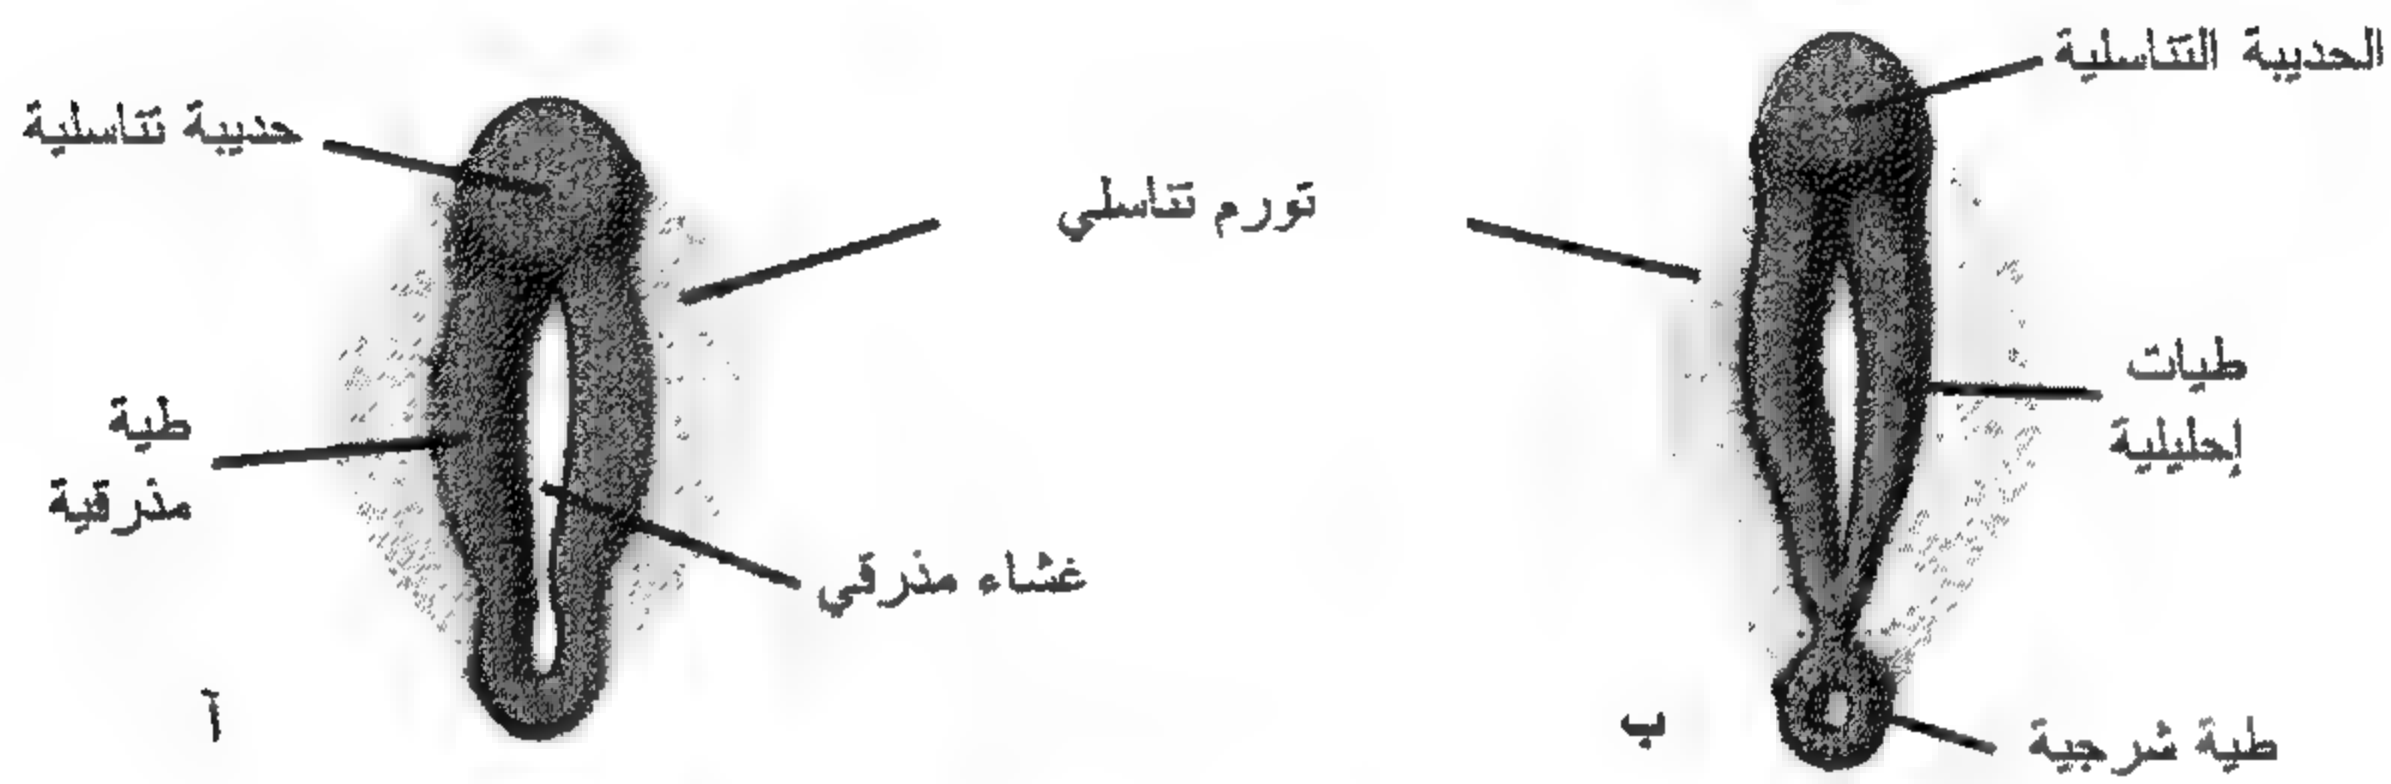 الحديبة التناسلية
حديبة تناسلية
تورم تناسلي
طيات
إحليلية
طية
مذرقية
غشاء مذرقي
آ
ب
طية شرجية